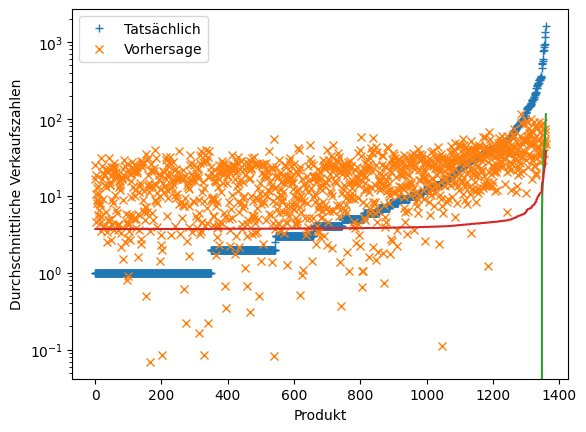 Tatsächlich
Vorhersage
Durchschnittliche Verkaufszahlen
10³
10²
10¹
10⁰
10⁻¹
0 200 400 600 800 1000 1200 1400
Produkt